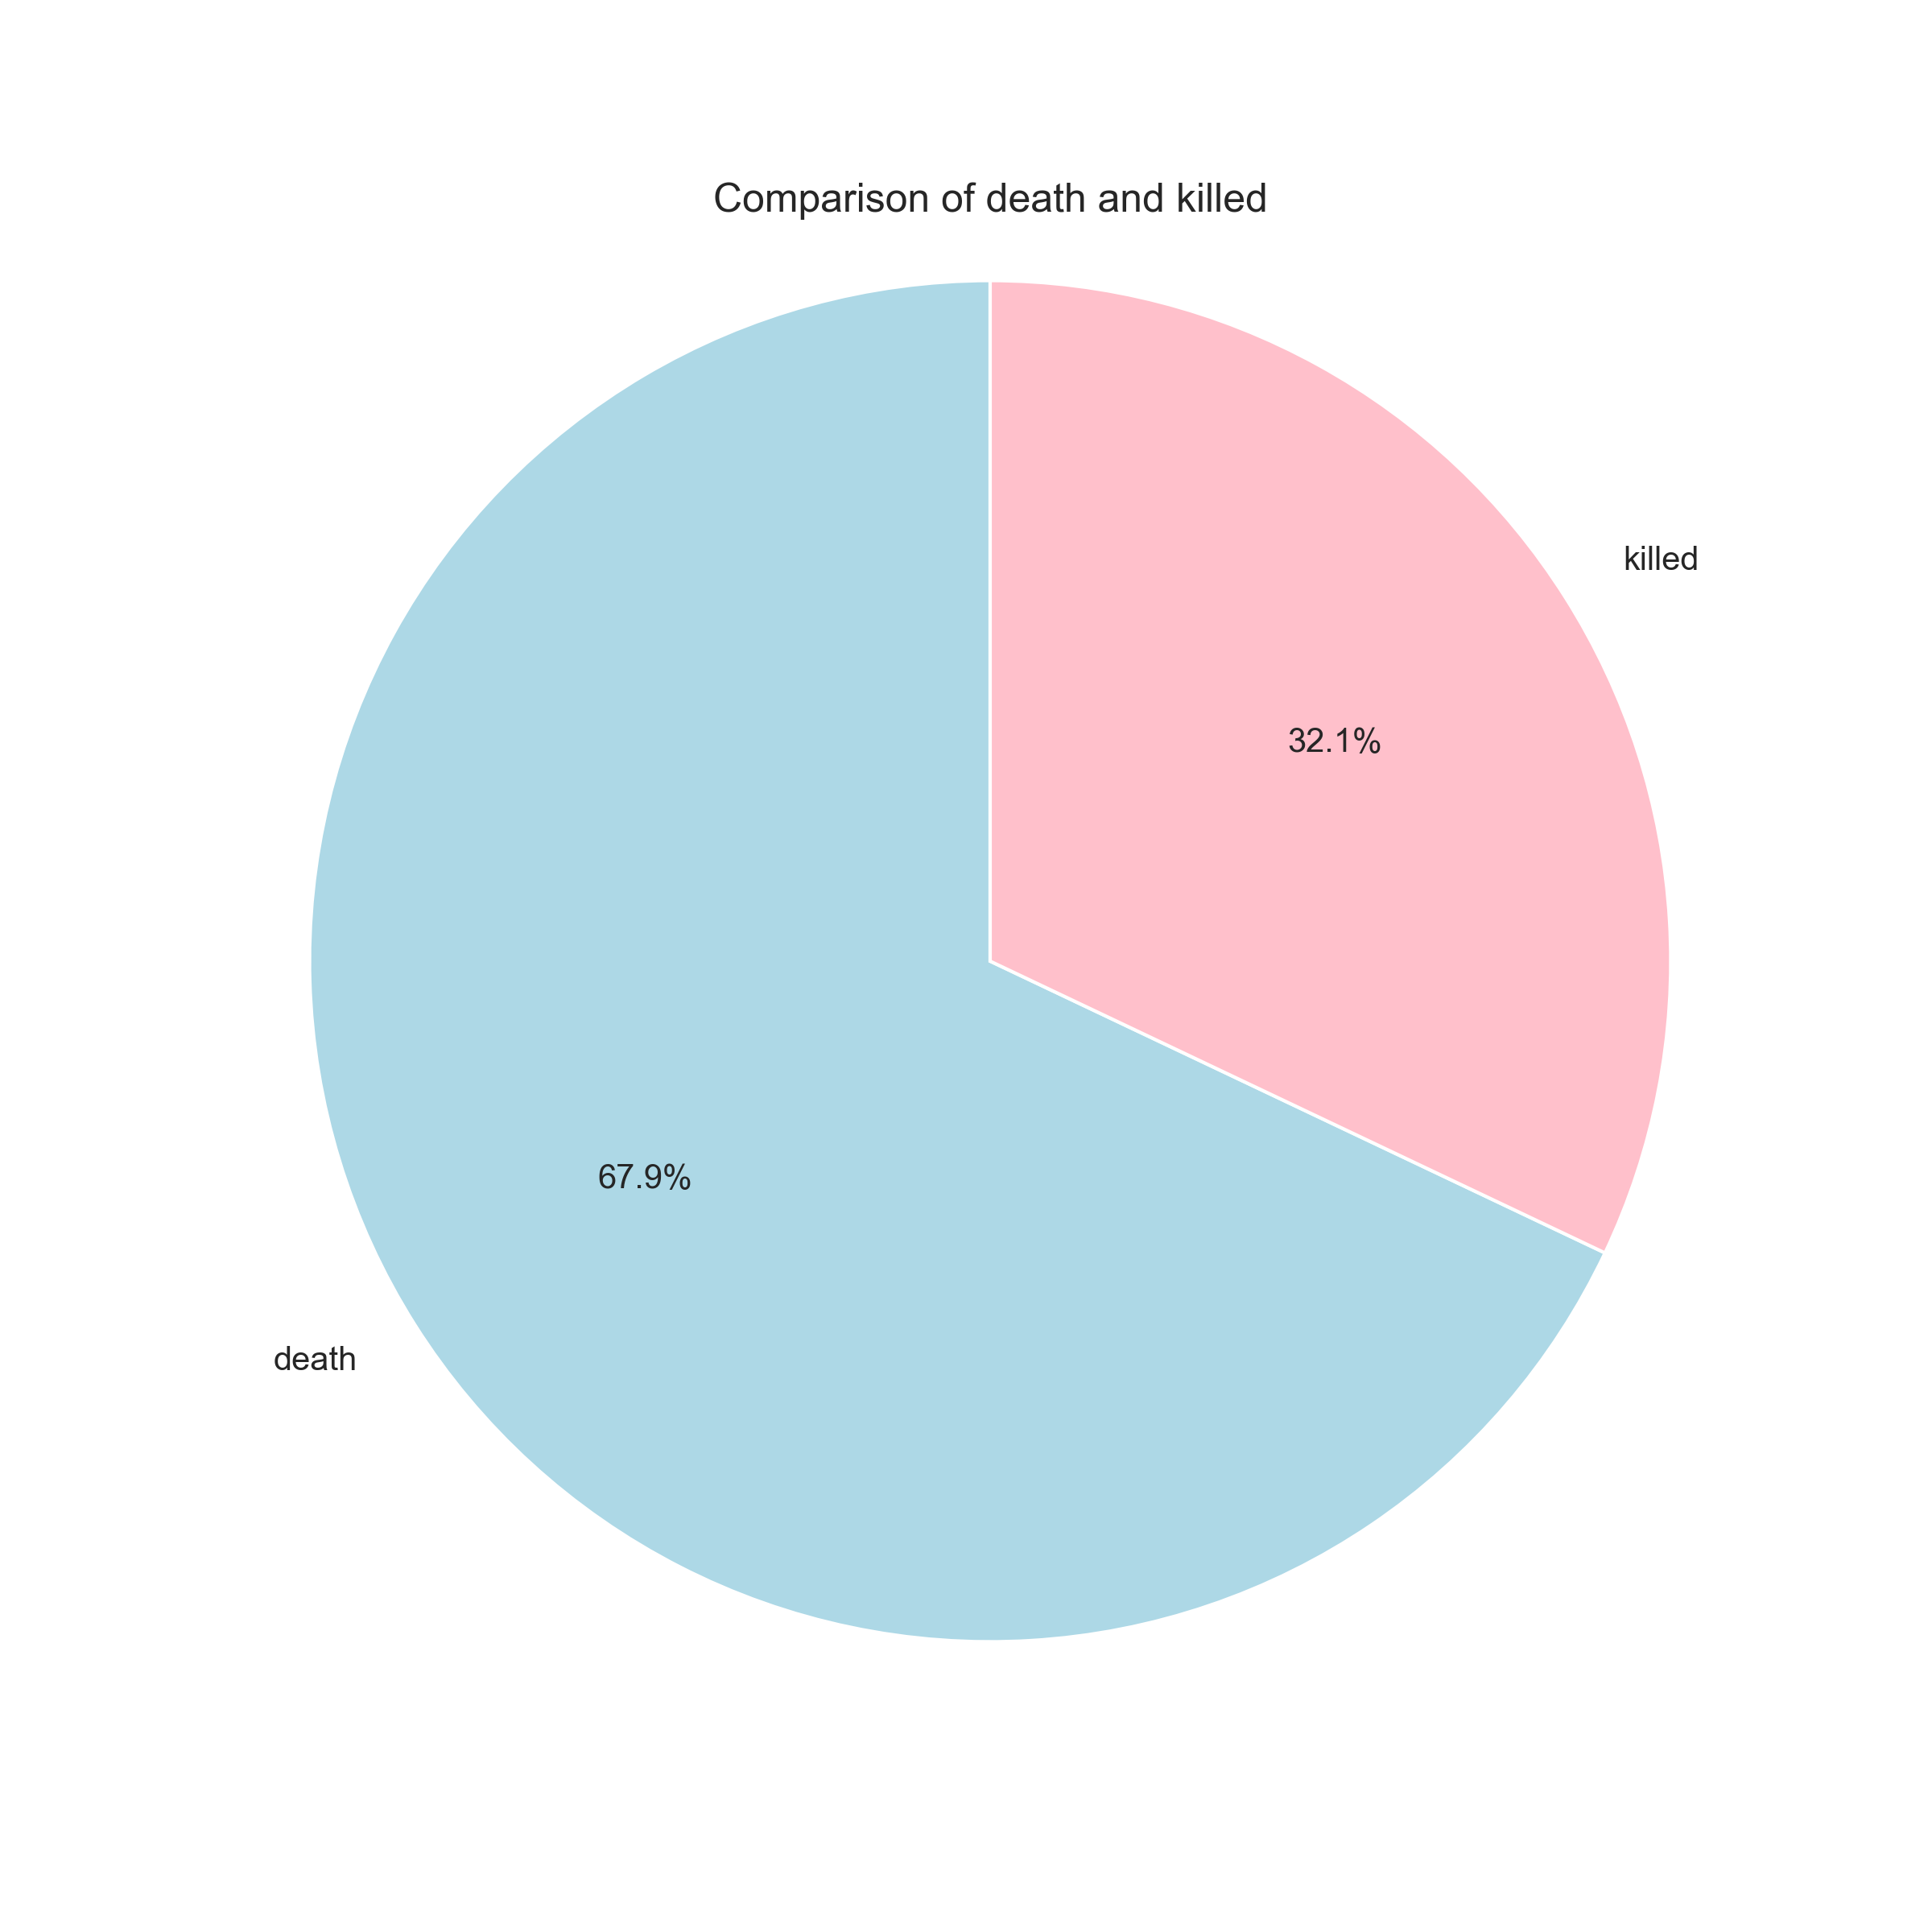 Comparison of death and killed
killed
32.1%
67.9%
death